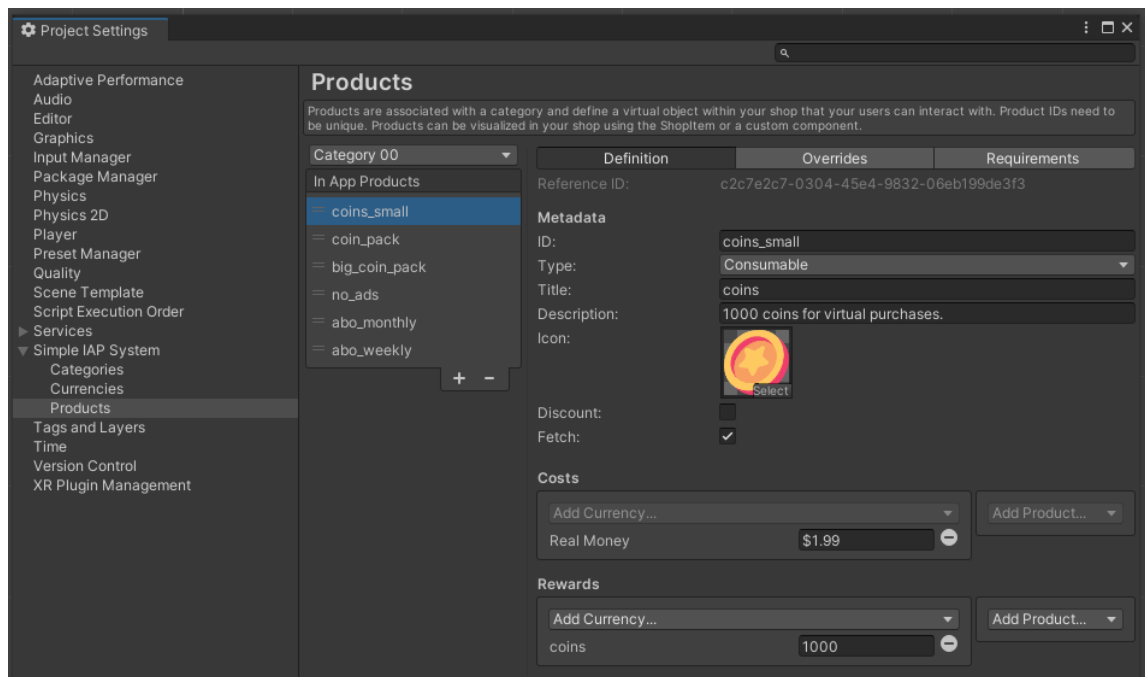 Project Settings
Adaptive Performance
Audio
Editor
Graphics
Input Manager
Package Manager
Physics
Physics 2D
Player
Preset Manager
Quality
Scene Template
Script Execution Order
Services
Simple IAP System
Categories
Currencies
Products
Tags and Layers
Time
Version Control
XR Plugin Management
Products
Products are associated with a category and define a virtual object within your shop that your users can interact with. Product IDs need to
be unique. Products can be visualized in your shop using the ShopItem or a custom component.
Category 00
In App Products
coins_small
coin_pack
big_coin_pack
no_ads
abo_monthly
abo_weekly
+ -
Definition Overrides Requirements
Reference ID: c2c7e2c7-0304-45e4-9832-06eb199de3f3
Metadata
ID: coins_small
Type: Consumable
Title: coins
Description: 1000 coins for virtual purchases.
Icon:
Select
Discount:
Fetch:
Costs
Add Currency... Add Product...
Real Money $1.99
Rewards
Add Currency... Add Product...
coins 1000